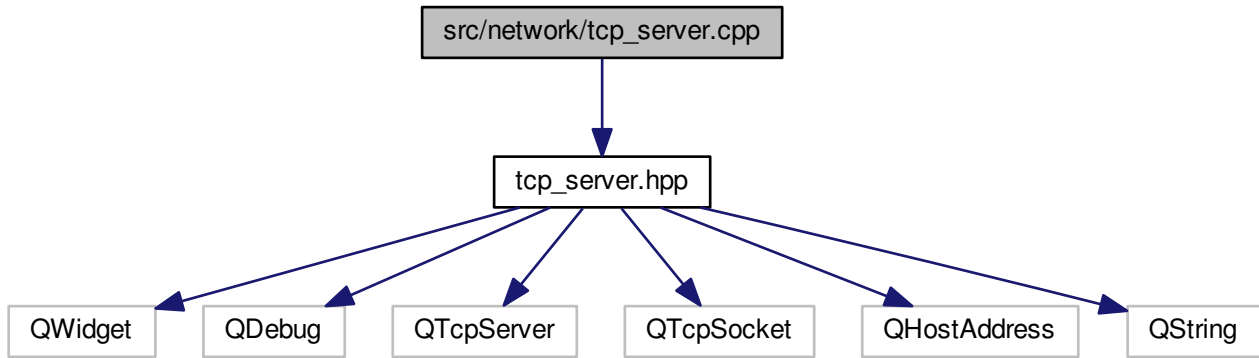 src/network/tcp_server.cpp
tcp_server.hpp
QWidget
QDebug
QTcpServer
QTcpSocket
QHostAddress
QString